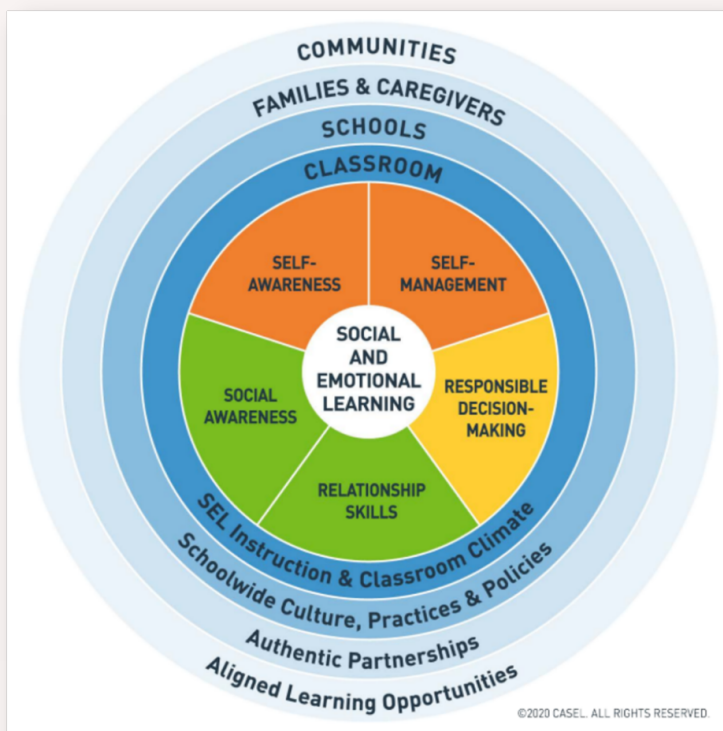 COMMUNITIES
FAMILIES & CAREGIVERS
SCHOOLS
CLASSROOM
SELF-
AWARENESS
SELF-
MANAGEMENT
SOCIAL
AND
EMOTIONAL
LEARNING
SOCIAL
AWARENESS
RESPONSIBLE
DECISION-
MAKING
RELATIONSHIP
SKILLS
SEL Instruction & Classroom Climate
Schoolwide Culture, Practices & Policies
Authentic Partnerships
Aligned Learning Opportunities
©2020 CASEL. ALL RIGHTS RESERVED.